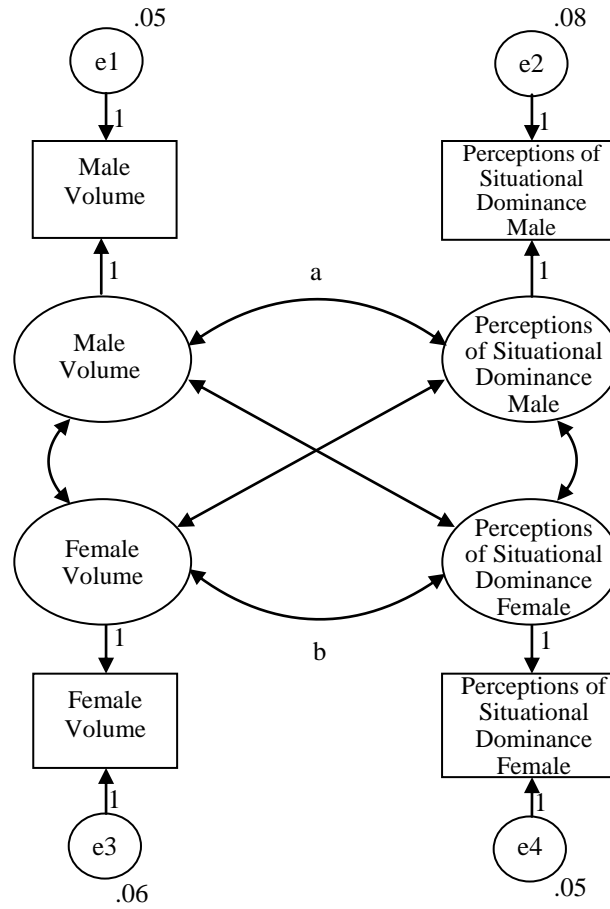 .05
.08
e1
e2
1
1
Male
Volume
Perceptions of
Situational
Dominance
Male
1
1
a
Male
Volume
Perceptions
of Situational
Dominance
Male
Female
Volume
Perceptions
of Situational
Dominance
Female
1
1
b
Female
Volume
Perceptions of
Situational
Dominance
Female
1
1
e3
e4
.06
.05